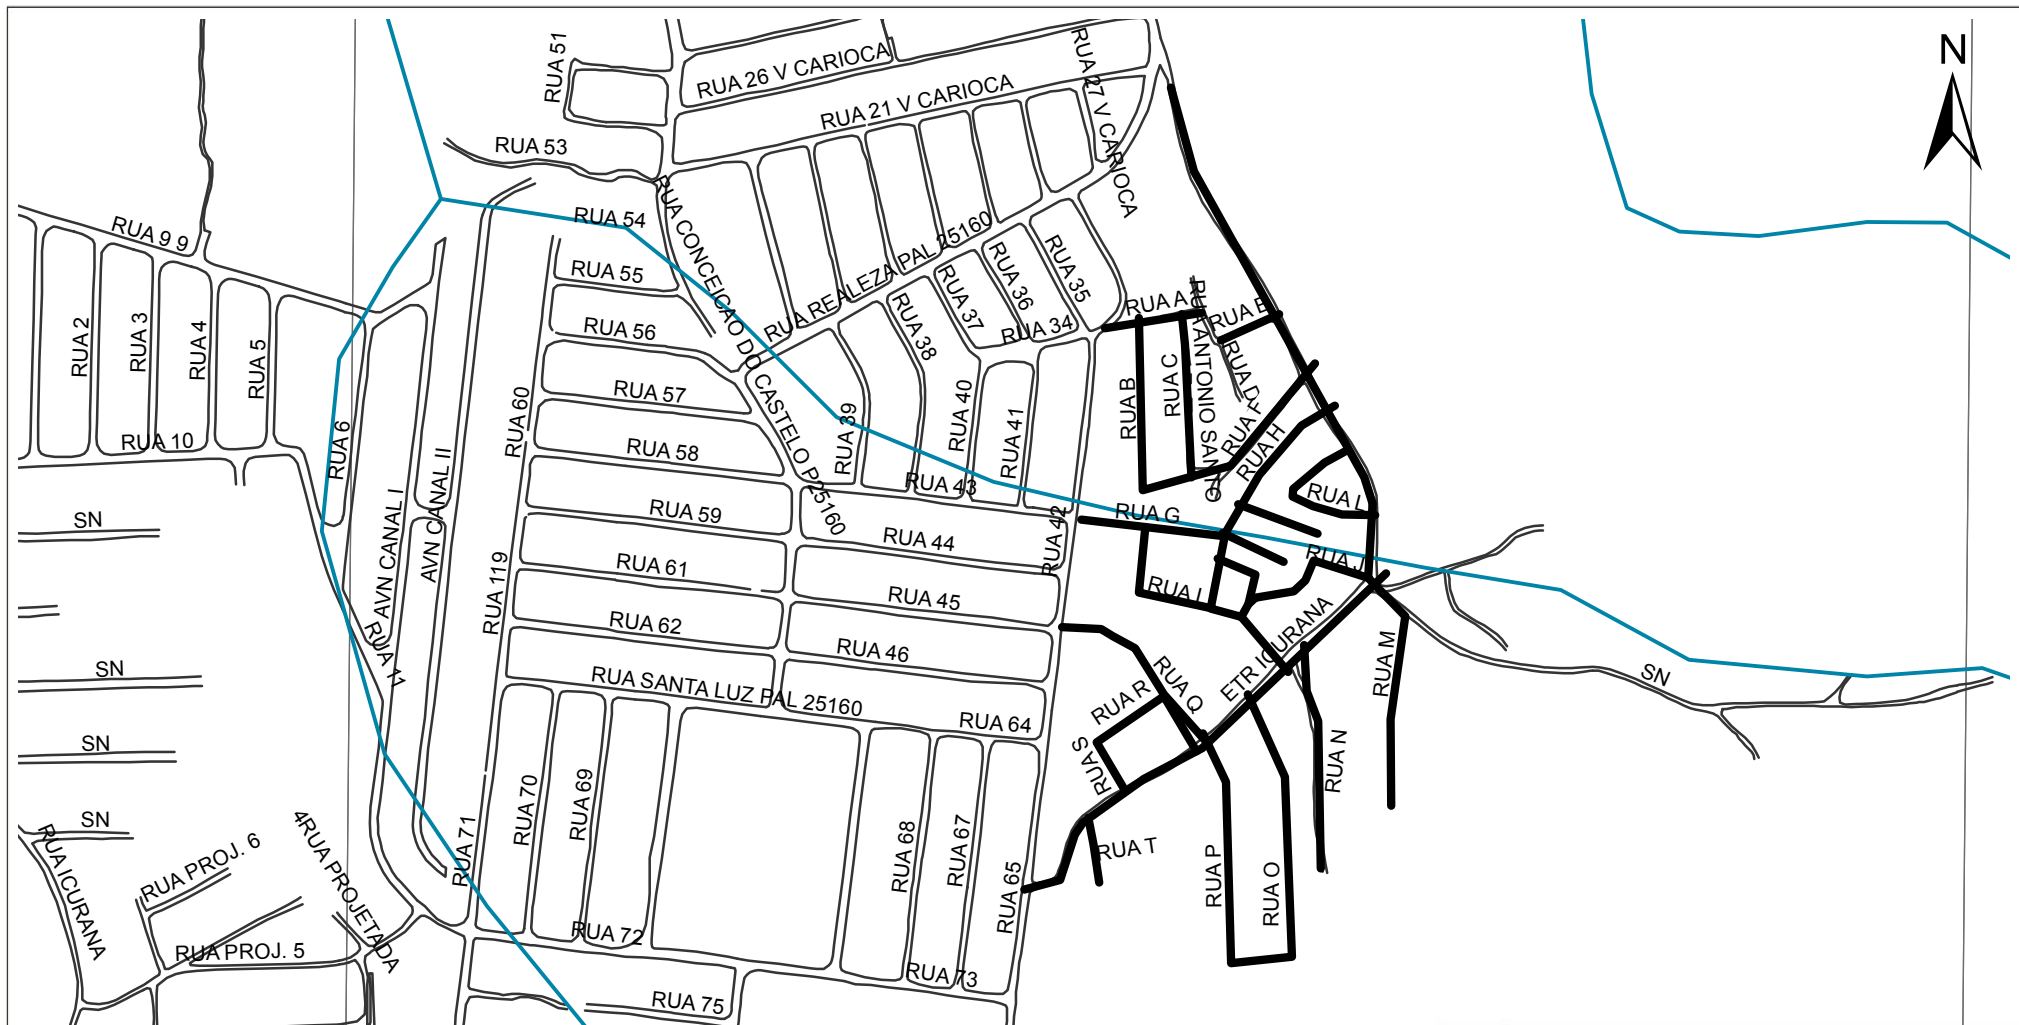 N
RUA 51
RUA 26 V CARIOCA
RUA 27 V CARIOCA
RUA 21 V CARIOCA
RUA 53
RUA 54
RUA CONCEICAO DO CASTELO P25160
RUA 9 9
RUA 55
RUA REALEZA PAL 25160
RUA 35
RUA 36
RUA 37
RUA 38
RUA 34
RUA A
RUA ANTONIO SANTO
RUA E
RUA 2
RUA 3
RUA 4
RUA 5
RUA 56
RUA 57
RUA 60
RUA 39
RUA 40
RUA 41
RUA B
RUA C
RUA D
RUA F
RUA H
RUA 10
RUA 6
AVN CANAL II
RUA 58
RUA 43
RUA L
SN
AVN CANAL I
RUA 59
RUA 44
RUA 42
RUA G
RUA 61
RUA 119
RUA 45
RUA I
RUA J
RUA 62
RUA 46
ETR ICURANA
RUA M
SN
RUA 11
RUA SANTA LUZ PAL 25160
RUA 64
RUA R
RUA Q
SN
SN
RUA S
RUA N
SN
RUA ICURANA
RUA PROJ. 6
4RUA PROJETADA
RUA 71
RUA 70
RUA 69
RUA 68
RUA 67
RUA 65
RUA T
RUA P
RUA O
RUA PROJ. 5
RUA 72
RUA 73
RUA 75